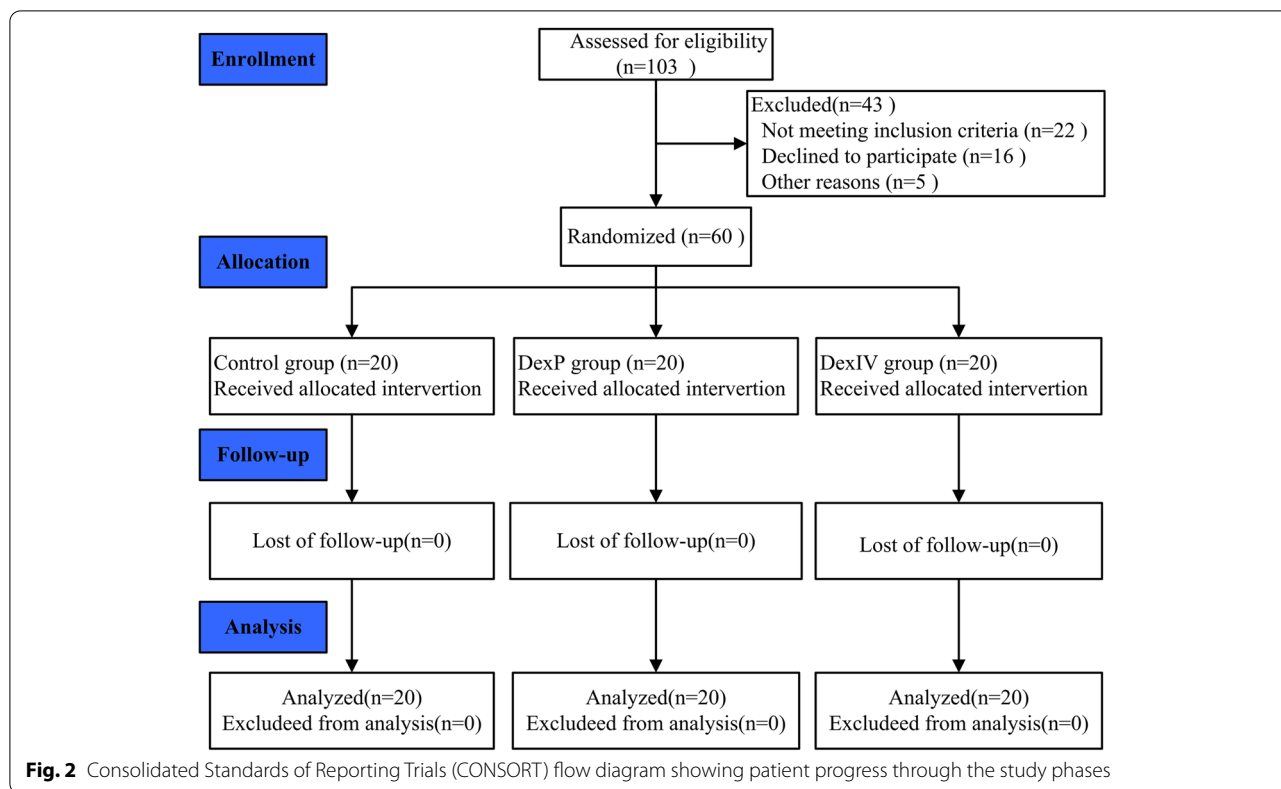 Enrollment
Assessed for eligibility
(n=103 )
Excluded(n=43 )
Not meeting inclusion criteria (n=22 )
Declined to participate (n=16 )
Other reasons (n=5 )
Randomized (n=60 )
Allocation
Control group (n=20)
Received allocated intervertion
DexP group (n=20)
Received allocated intervertion
DexIV group (n=20)
Received allocated intervertion
Follow-up
Lost of follow-up(n=0)
Lost of follow-up(n=0)
Lost of follow-up(n=0)
Analysis
Analyzed(n=20)
Excludeed from analysis(n=0)
Analyzed(n=20)
Excludeed from analysis(n=0)
Analyzed(n=20)
Excludeed from analysis(n=0)
Fig. 2 Consolidated Standards of Reporting Trials (CONSORT) flow diagram showing patient progress through the study phases